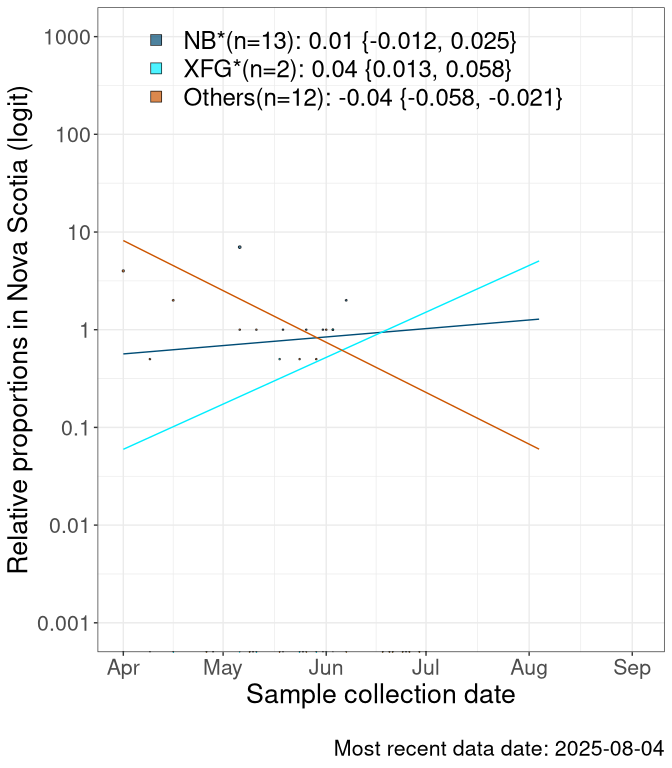 NB*(n=13): 0.01 {-0.012, 0.025}
XFG*(n=2): 0.04 {0.013, 0.058}
Others(n=12): -0.04 {-0.058, -0.021}
Relative proportions in Nova Scotia (logit)
1000
100
10
1
0.1
0.01
0.001
Apr May Jun Jul Aug Sep
Sample collection date
Most recent data date: 2025-08-04